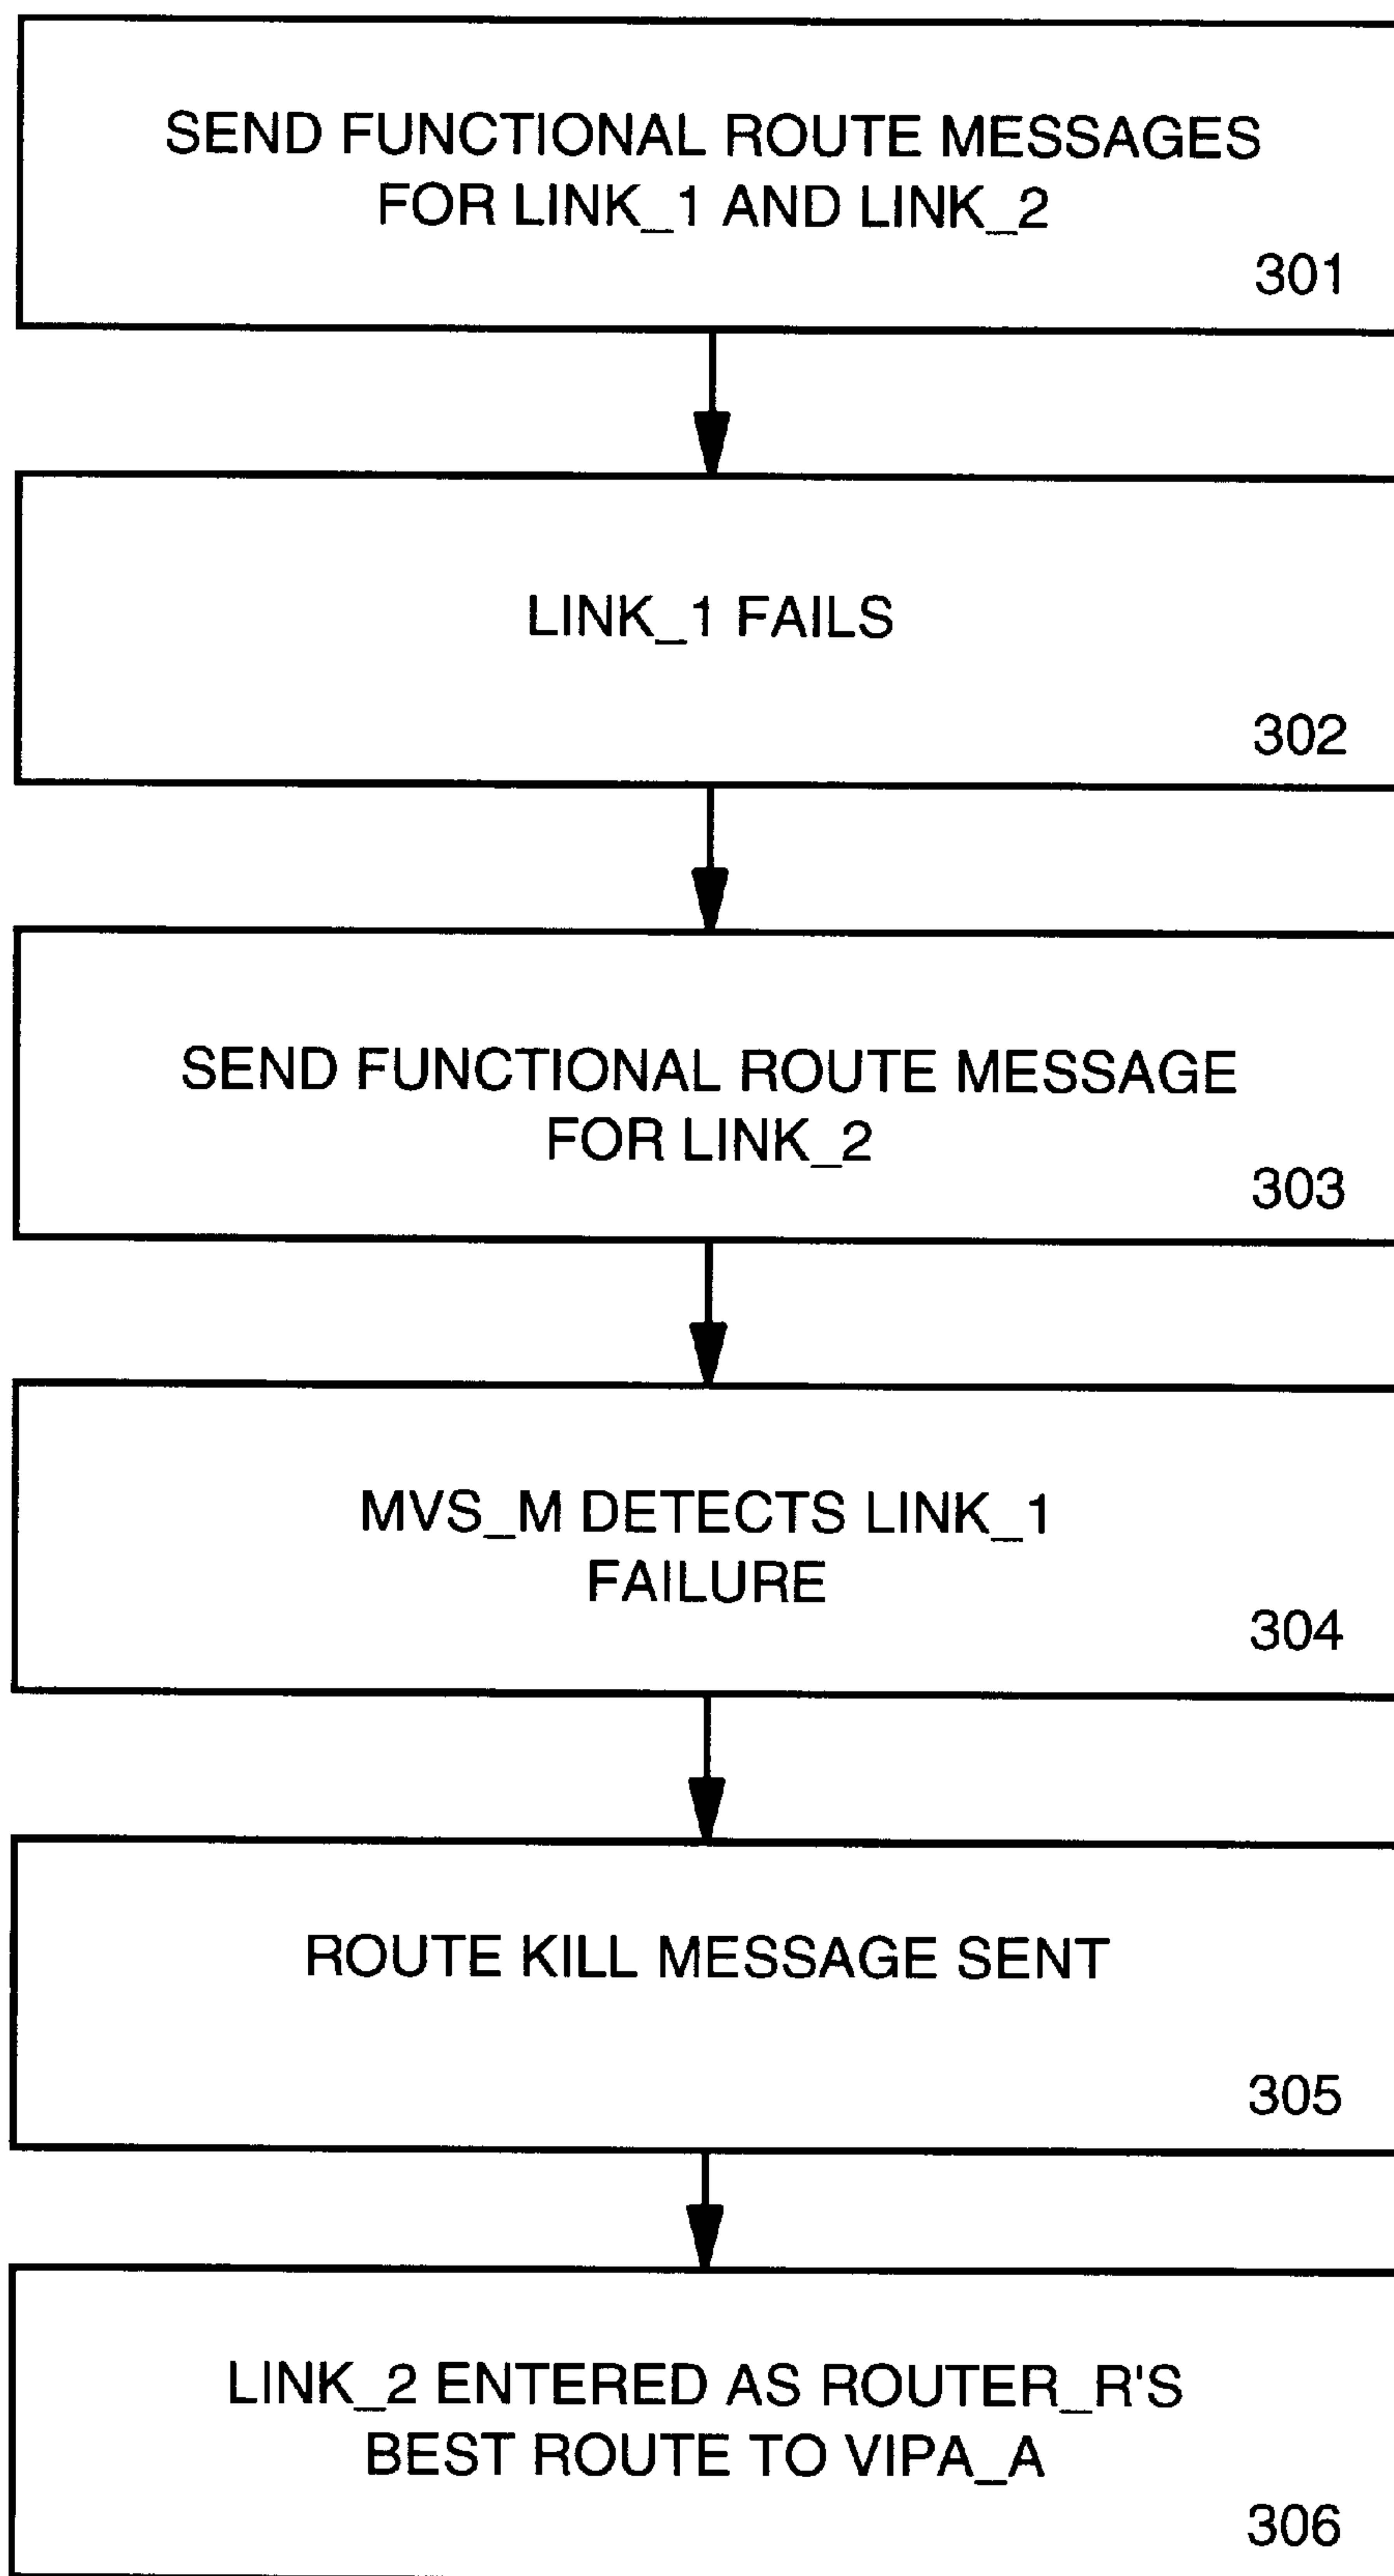 SEND FUNCTIONAL ROUTE MESSAGES
FOR LINK_1 AND LINK_2
301
LINK_1 FAILS
302
SEND FUNCTIONAL ROUTE MESSAGE
FOR LINK_2
303
MVS_M DETECTS LINK_1
FAILURE
304
ROUTE KILL MESSAGE SENT
305
LINK_2 ENTERED AS ROUTER_R'S
BEST ROUTE TO VIPA_A
306